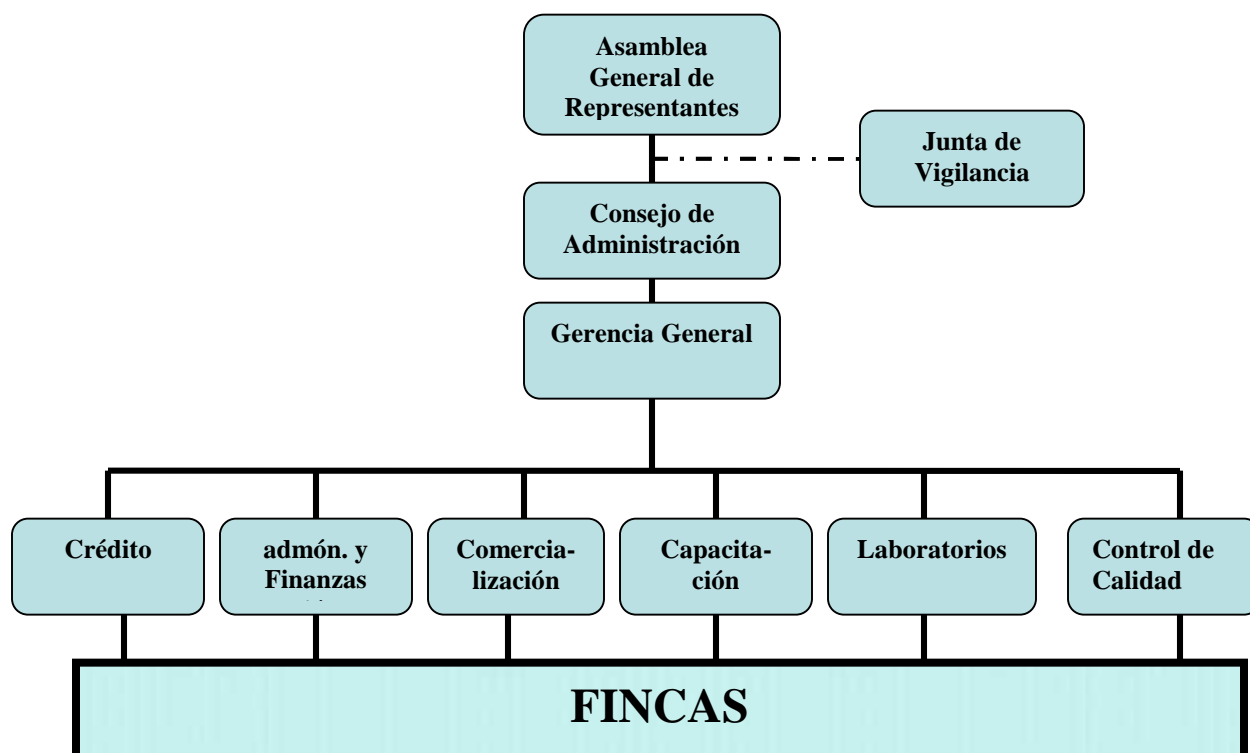 Asamblea
General de
Representantes
Junta de
Vigilancia
Consejo de
Administración
Gerencia General
Crédito
admón. y
Finanzas
Comercia-
lización
Capacita-
ción
Laboratorios
Control de
Calidad
FINCAS